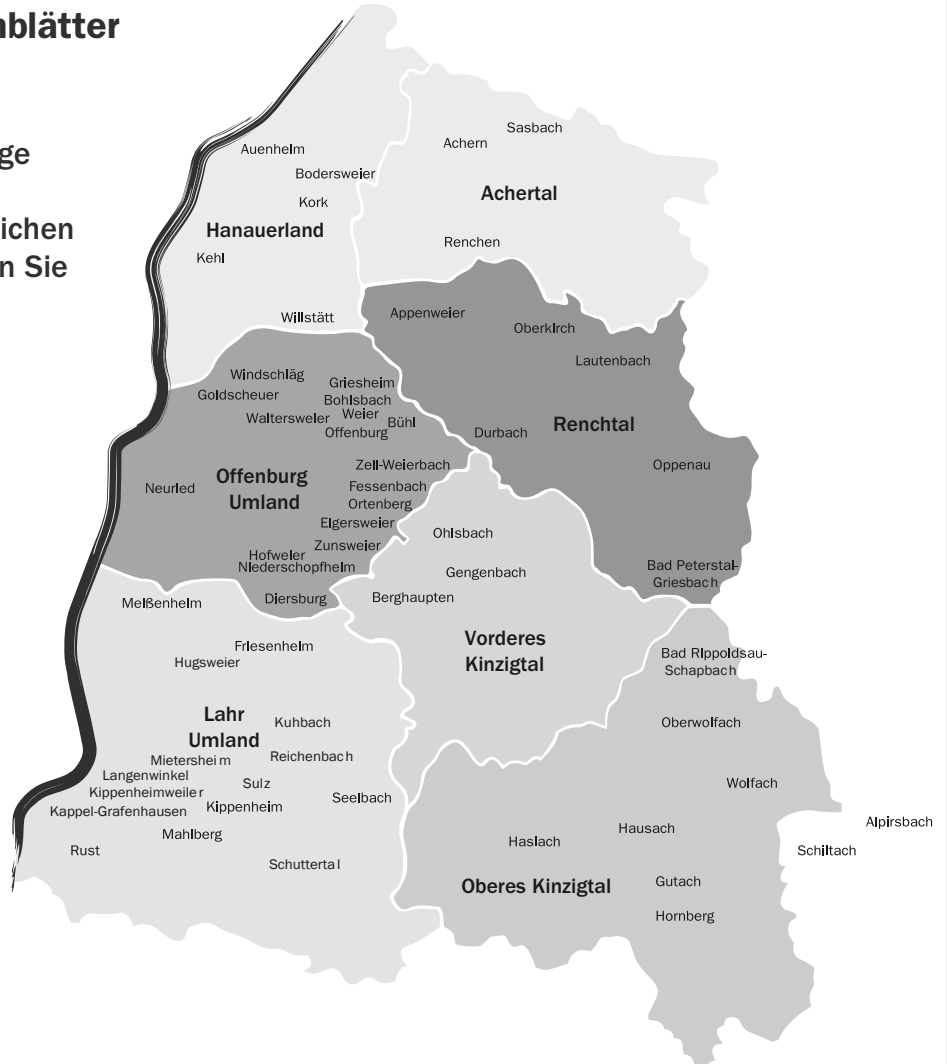 nblätter
ge
ichen
n Sie
Auenheim
Bodersweier
Kork
Hanauerland
Kehl
Willstätt
Sasbach
Achern
Achertal
Renchen
Appenweier
Oberkirch
Lautenbach
Durbach
Renchtal
Oppenau
Bad Peterstal-
Griesbach
Windschläg
Griesheim
Goldscheuer
Bohlsbach
Weier
Waltersweier
Bühl
Offenburg
Zell-Weierbach
Offenburg
Umland
Neuried
Fessenbach
Ortenberg
Elgersweier
Zunsweier
Hofweier
Niederschopfheim
Diersburg
Ohlsbach
Gengenbach
Berghaupten
Vorderes
Kinzigtal
Meißenheim
Friesenheim
Hugsweier
Lahr
Umland
Kuhbach
Mietersheim
Reichenbach
Langenwinkel
Sulz
Kippenheimweiler
Seelbach
Kappel-Grafenhausen
Kippenheim
Mahlberg
Rust
Schuttertal
Bad Rippoldsau-
Schapbach
Oberwolfach
Wolfach
Alpirsbach
Hausach
Haslach
Schiltach
Oberes Kinzigtal
Gutach
Hornberg